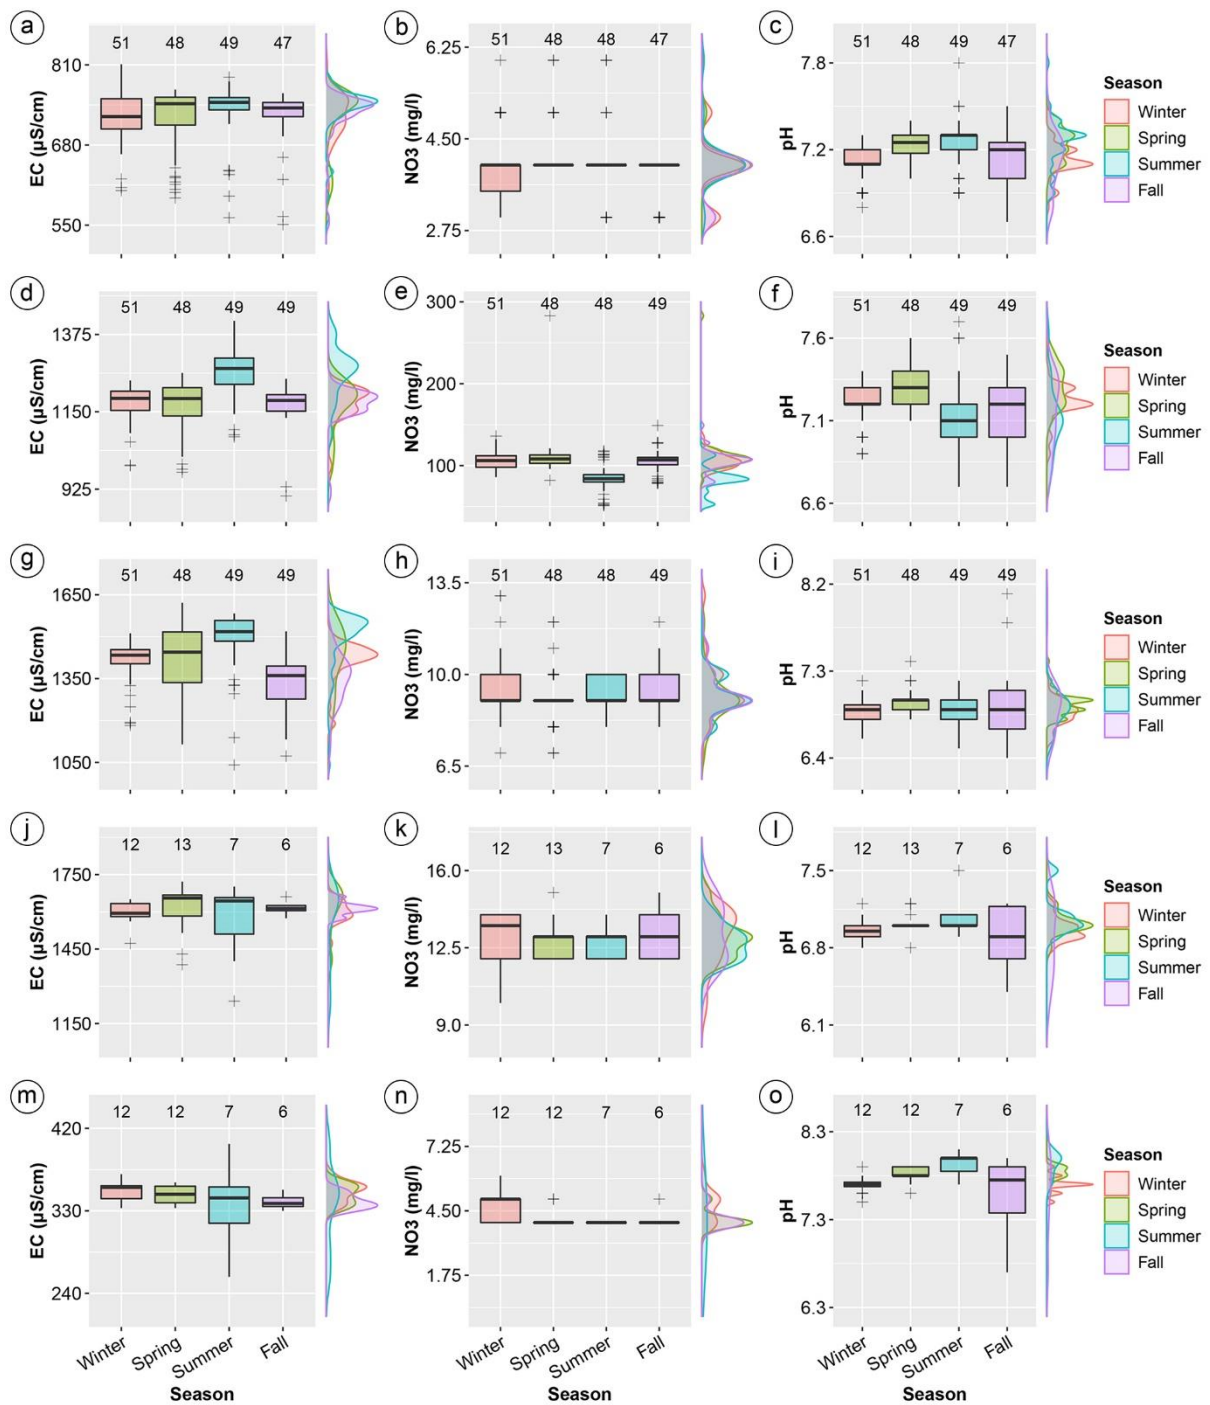 a
51 48 49 47
810
680
550
EC (µS/cm)
b
51 48 48 47
6.25
4.50
2.75
NO3 (mg/l)
c
51 48 49 47
7.8
7.2
6.6
pH
Season
Winter
Spring
Summer
Fall
d
51 48 49 49
1375
1150
925
EC (µS/cm)
e
51 48 48 49
300
200
100
NO3 (mg/l)
f
51 48 49 49
7.6
7.1
6.6
pH
Season
Winter
Spring
Summer
Fall
g
51 48 49 49
1650
1350
1050
EC (µS/cm)
h
51 48 48 49
13.5
10.0
6.5
NO3 (mg/l)
i
51 48 49 49
8.2
7.3
6.4
pH
Season
Winter
Spring
Summer
Fall
j
12 13 7 6
1750
1450
1150
EC (µS/cm)
k
12 13 7 6
16.0
12.5
9.0
NO3 (mg/l)
l
12 13 7 6
7.5
6.8
6.1
pH
Season
Winter
Spring
Summer
Fall
m
12 12 7 6
420
330
240
EC (µS/cm)
Winter Spring Summer Fall
Season
n
12 12 7 6
7.25
4.50
1.75
NO3 (mg/l)
Winter Spring Summer Fall
Season
o
12 12 7 6
8.3
7.3
6.3
pH
Winter Spring Summer Fall
Season
Season
Winter
Spring
Summer
Fall